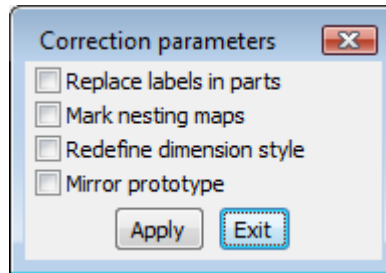 Correction parameters
Replace labels in parts
Mark nesting maps
Redefine dimension style
Mirror prototype
Apply Exit